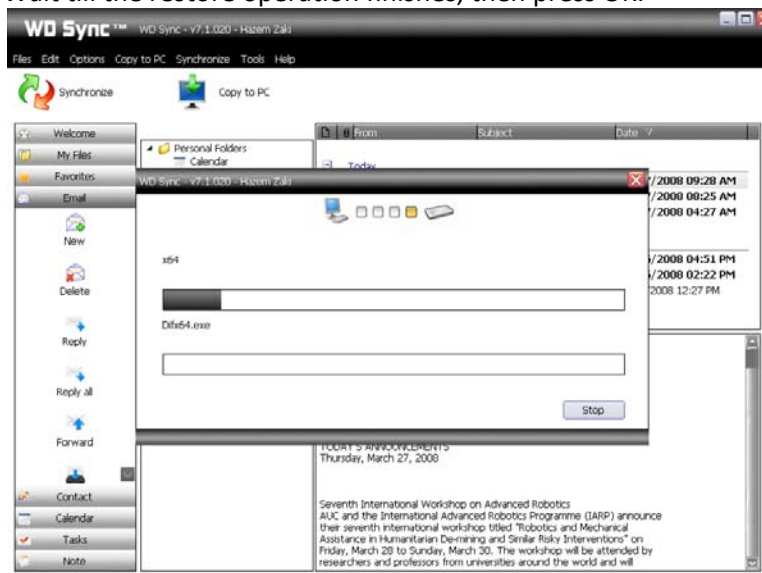 Wait till the restore operation finishes, then press OK.
WD Sync™ WD Sync - v7.1.020 - Hazem Zaki
Files Edit Options Copy to PC Synchronize Tools Help
Synchronize Copy to PC
Welcome
My Files
Favorites
Email
New
Delete
Reply
Reply all
Forward
Contact
Calendar
Tasks
Note
Personal Folders
Calendar
From Subject Date
Today
/2008 09:28 AM
/2008 08:25 AM
/2008 04:27 AM
/2008 04:51 PM
/2008 02:22 PM
/2008 12:27 PM
WD Sync - v7.1.020 - Hazem Zaki
x64
Difx64.exe
Stop
TODAY'S ANNOUNCEMENTS
Thursday, March 27, 2008
Seventh International Workshop on Advanced Robotics
AUC and the International Advanced Robotics Programme (IARP) announce
their seventh international workshop titled "Robotics and Mechanical
Assistance in Humanitarian De-mining and Similar Risky Interventions" on
Friday, March 28 to Sunday, March 30. The workshop will be attended by
researchers and professors from universities around the world and will